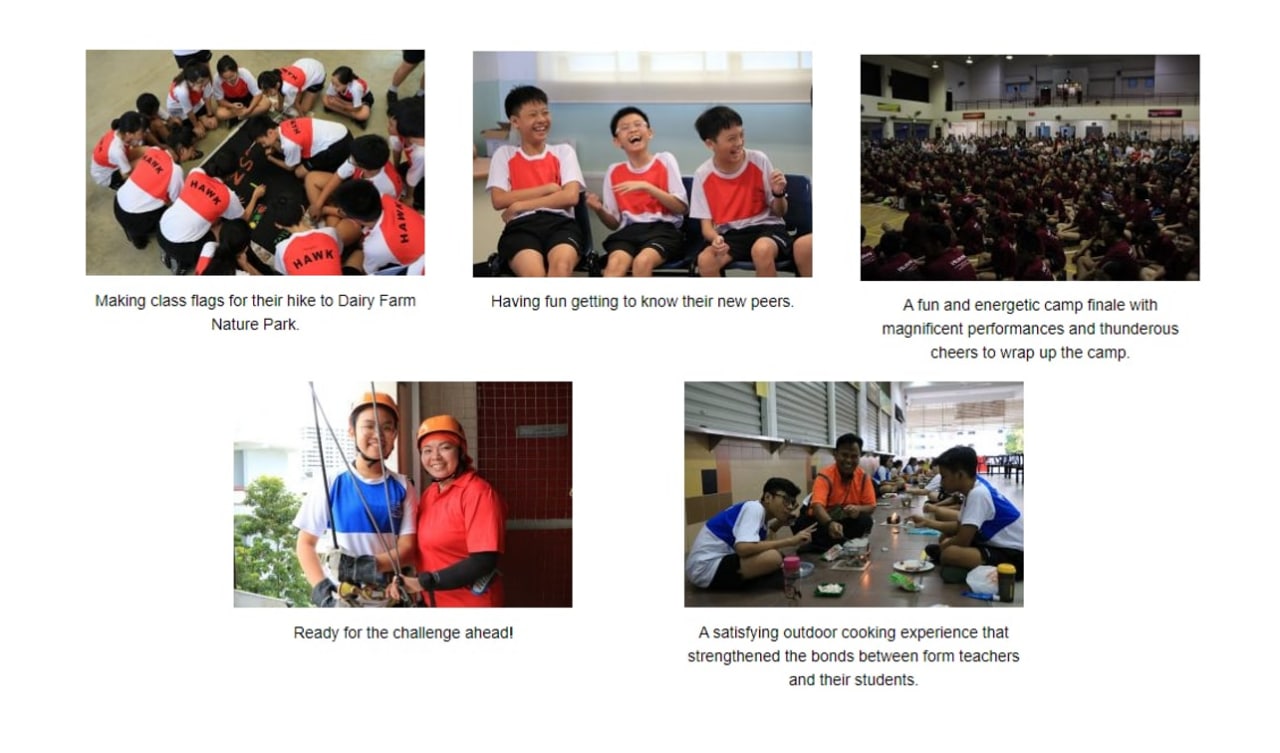 HAWK
HAWK
HAWK
HAWK
HAWK
Making class flags for their hike to Dairy Farm
Nature Park.
Having fun getting to know their new peers.
A fun and energetic camp finale with
magnificent performances and thunderous
cheers to wrap up the camp.
Ready for the challenge ahead!
A satisfying outdoor cooking experience that
strengthened the bonds between form teachers
and their students.